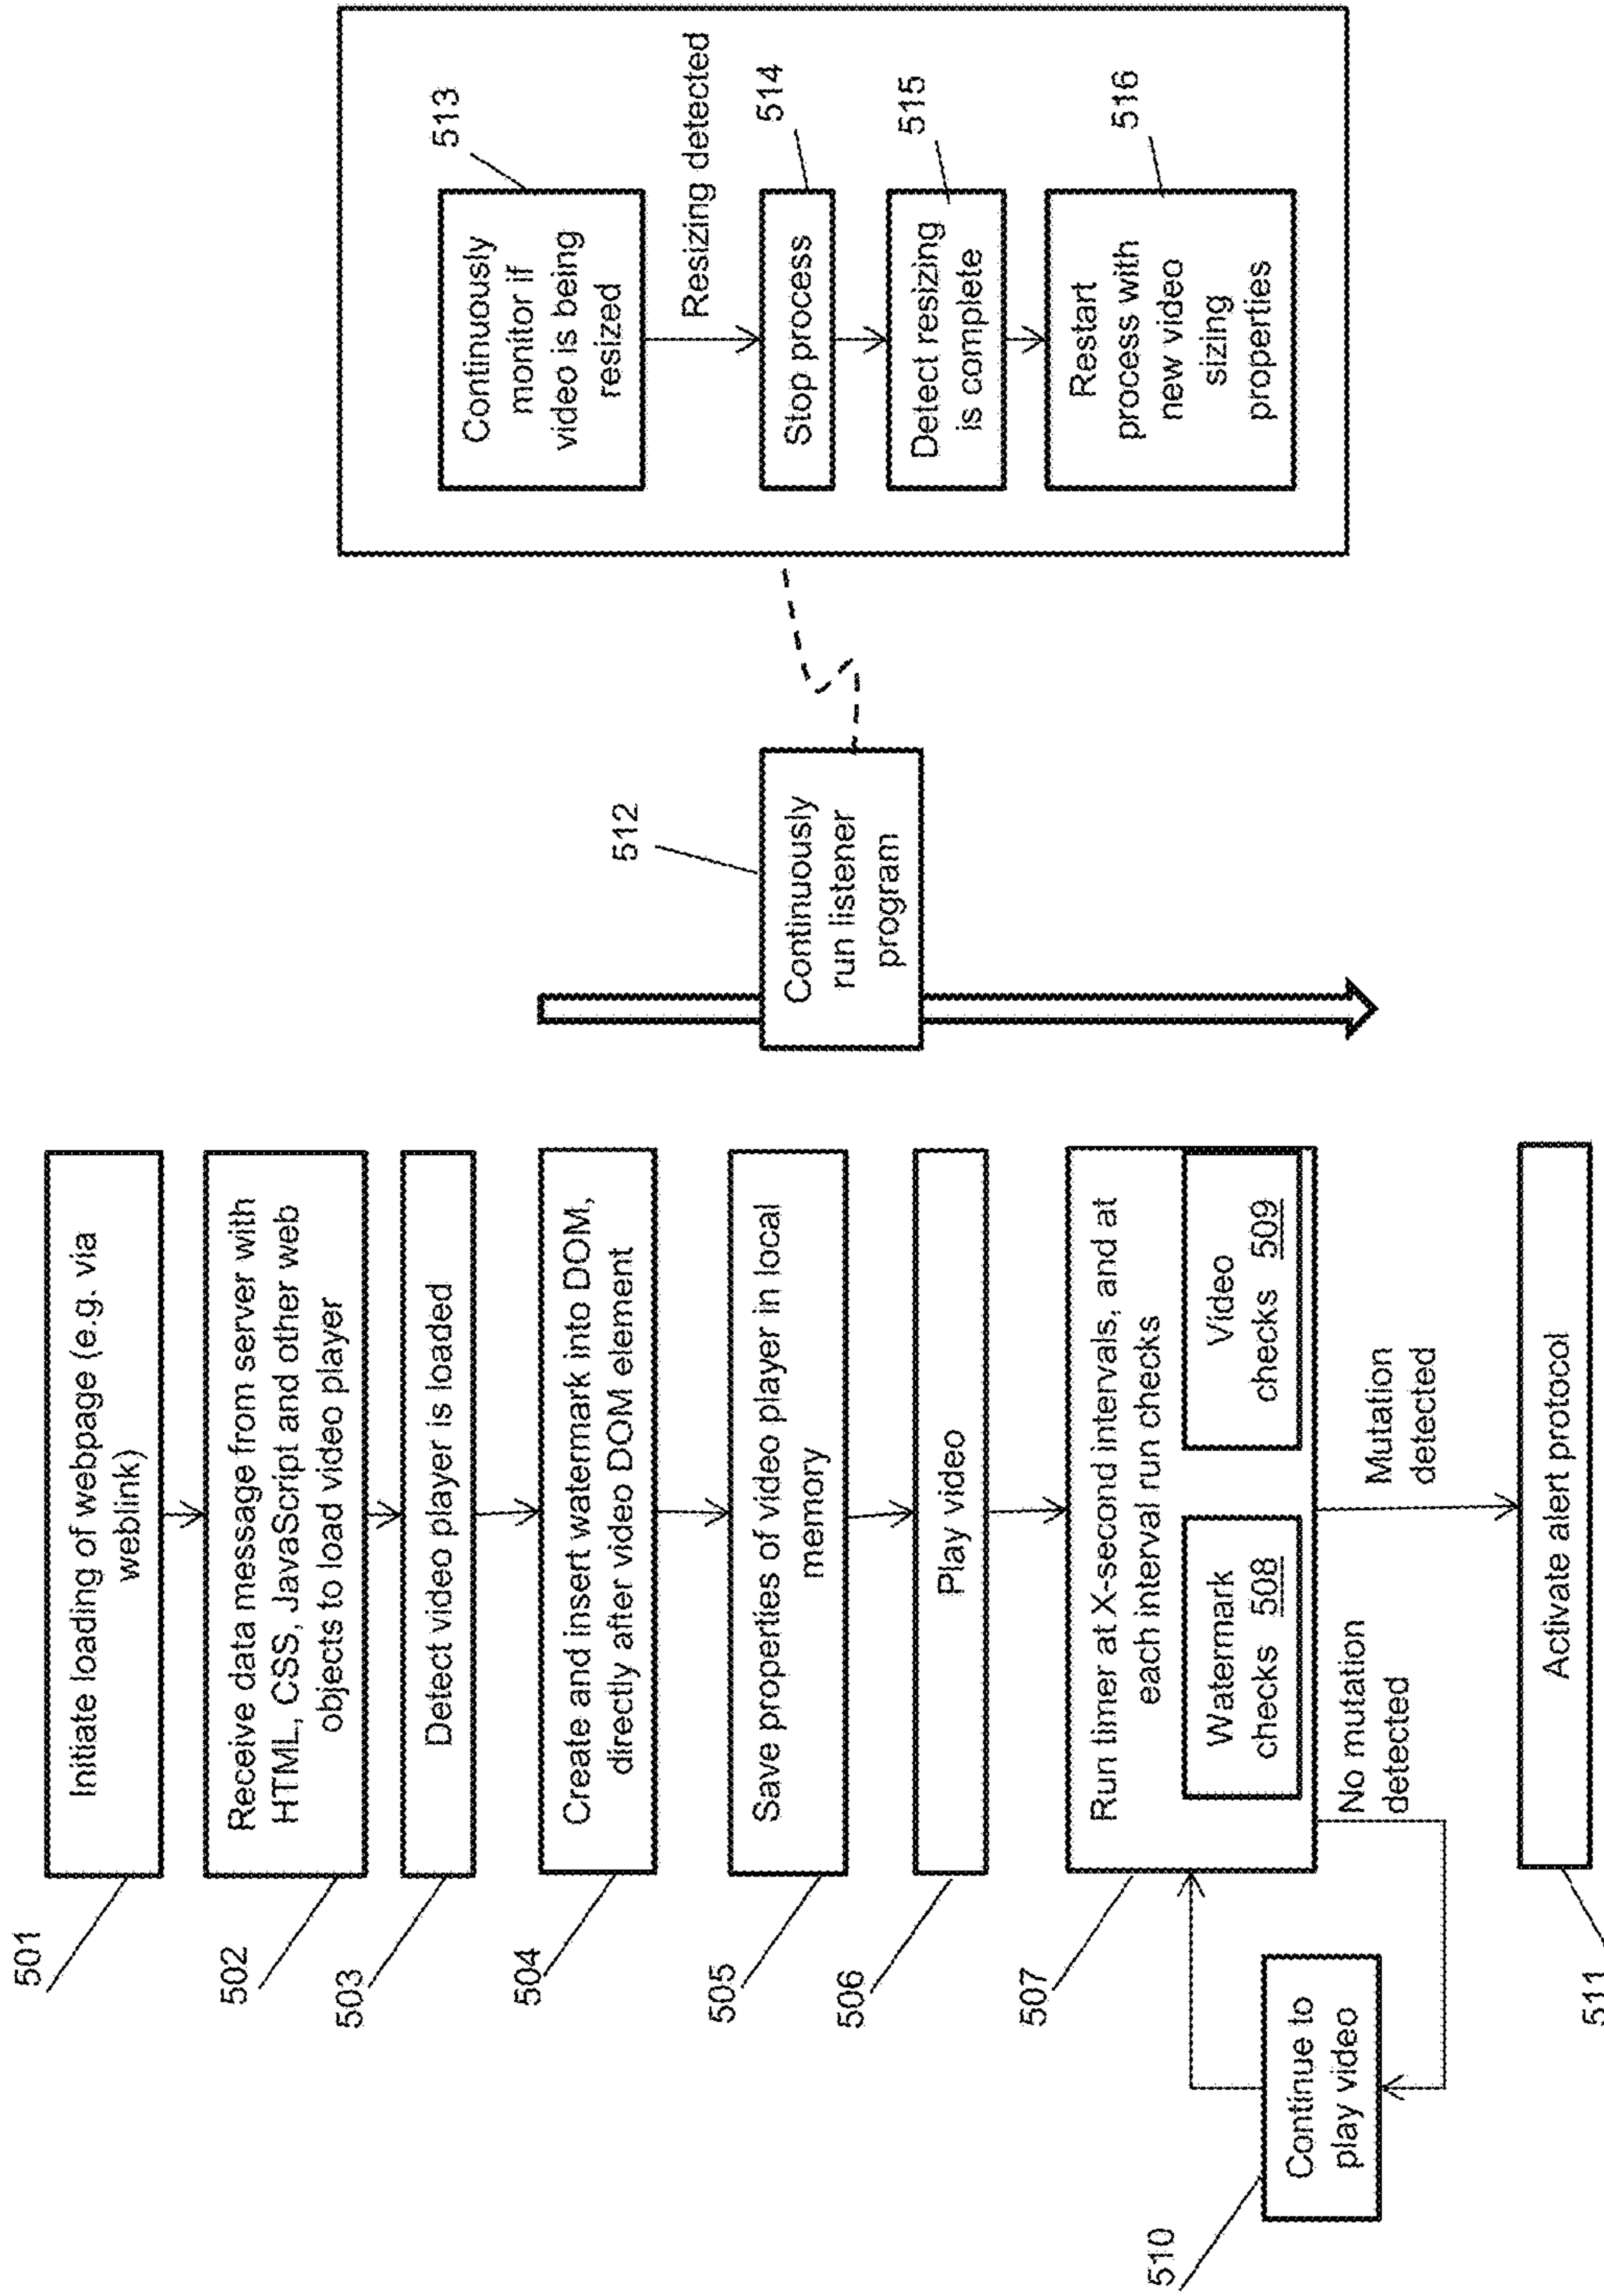 501
Initiate loading of webpage (e.g. via
weblink)
502
Receive data message from server with
HTML, CSS, JavaScript and other web
objects to load video player
503
Detect video player is loaded
504
Create and insert watermark into DOM,
directly after video DOM element
505
Save properties of video player in local
memory
506
Play video
507
Run timer at X-second intervals, and at
each interval run checks
Watermark
checks 508
Video
checks 509
No mutation
detected
Mutation
detected
510
Continue to
play video
511
Activate alert protocol
512
Continuously
run listener
program
513
Continuously
monitor if
video is being
resized
Resizing detected
514
Stop process
515
Detect resizing
is complete
516
Restart
process with
new video
sizing
properties